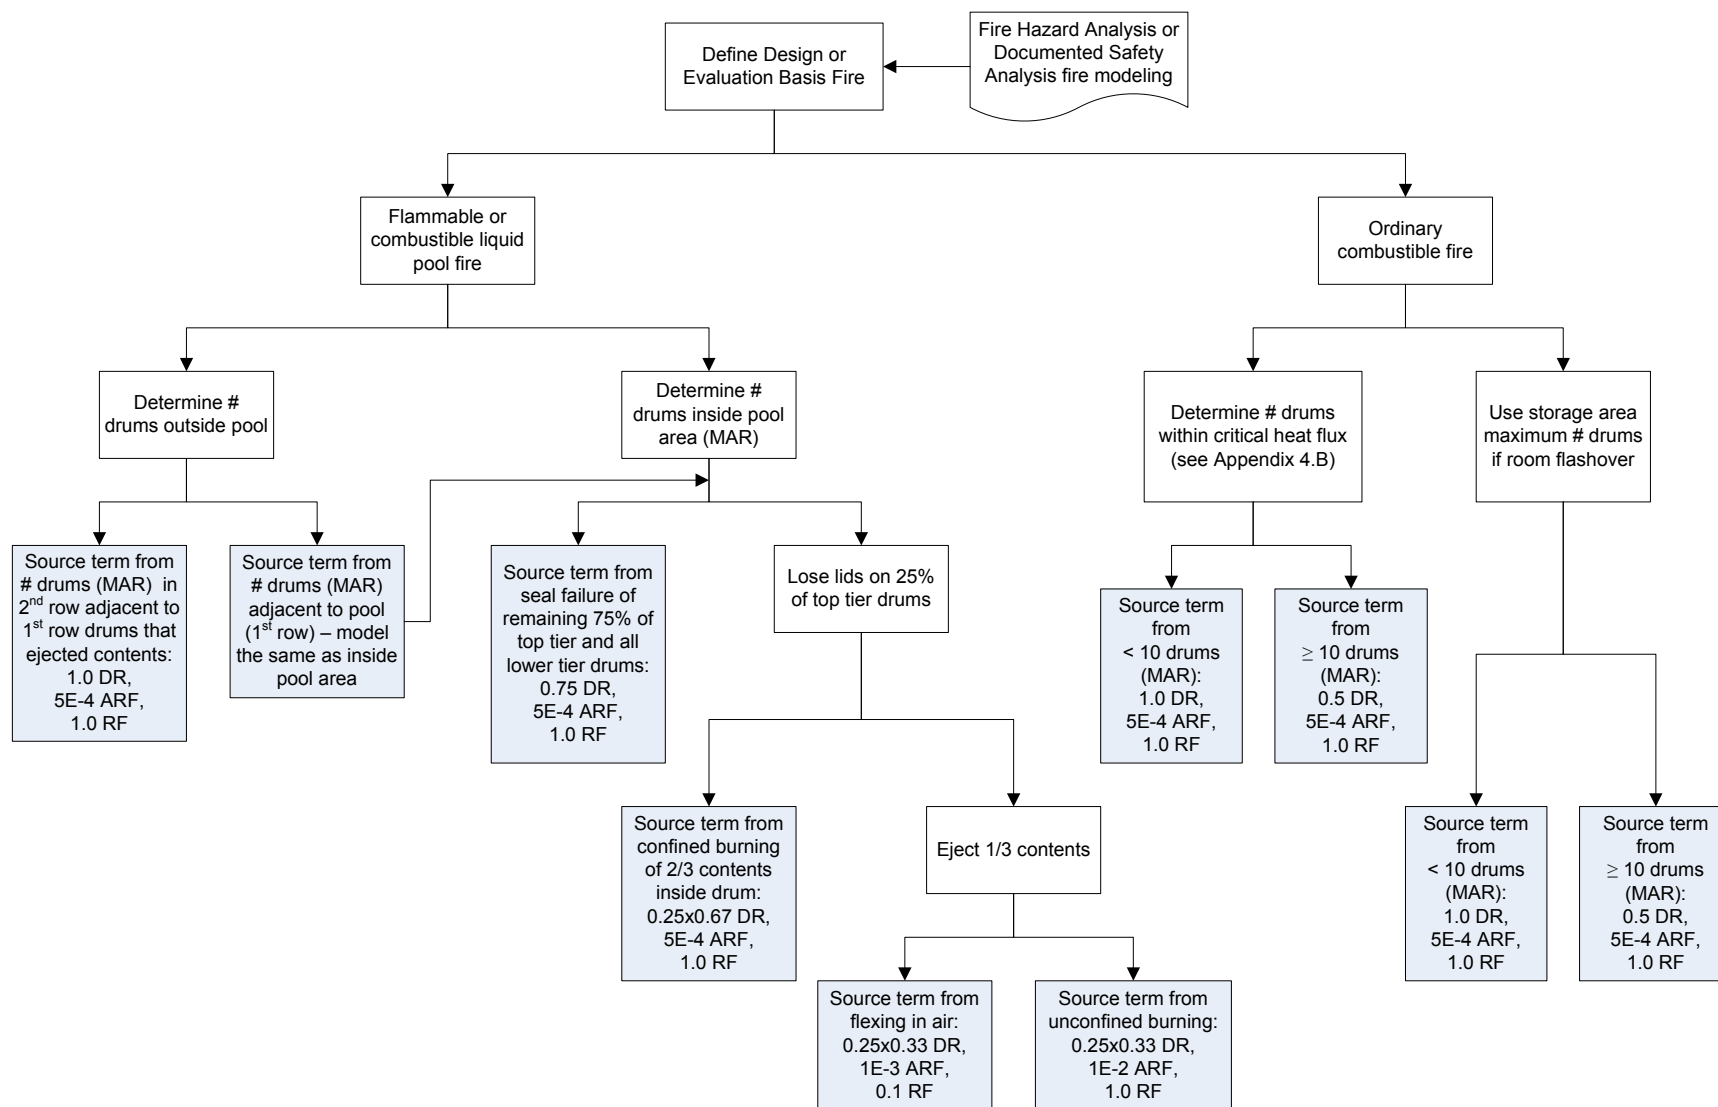 Define Design or
Evaluation Basis Fire
Fire Hazard Analysis or
Documented Safety
Analysis fire modeling
Flammable or
combustible liquid
pool fire
Ordinary
combustible fire
Determine #
drums outside pool
Determine #
drums inside pool
area (MAR)
Determine # drums
within critical heat flux
(see Appendix 4.B)
Use storage area
maximum # drums
if room flashover
Source term from
# drums (MAR) in
2nd row adjacent to
1st row drums that
ejected contents:
1.0 DR,
5E-4 ARF,
1.0 RF
Source term from
# drums (MAR)
adjacent to pool
(1st row) – model
the same as inside
pool area
Source term from
seal failure of
remaining 75% of
top tier and all
lower tier drums:
0.75 DR,
5E-4 ARF,
1.0 RF
Lose lids on 25%
of top tier drums
Source term
from
< 10 drums
(MAR):
1.0 DR,
5E-4 ARF,
1.0 RF
Source term
from
≥ 10 drums
(MAR):
0.5 DR,
5E-4 ARF,
1.0 RF
Source term from
confined burning
of 2/3 contents
inside drum:
0.25x0.67 DR,
5E-4 ARF,
1.0 RF
Eject 1/3 contents
Source term
from
< 10 drums
(MAR):
1.0 DR,
5E-4 ARF,
1.0 RF
Source term
from
≥ 10 drums
(MAR):
0.5 DR,
5E-4 ARF,
1.0 RF
Source term from
flexing in air:
0.25x0.33 DR,
1E-3 ARF,
0.1 RF
Source term from
unconfined burning:
0.25x0.33 DR,
1E-2 ARF,
1.0 RF